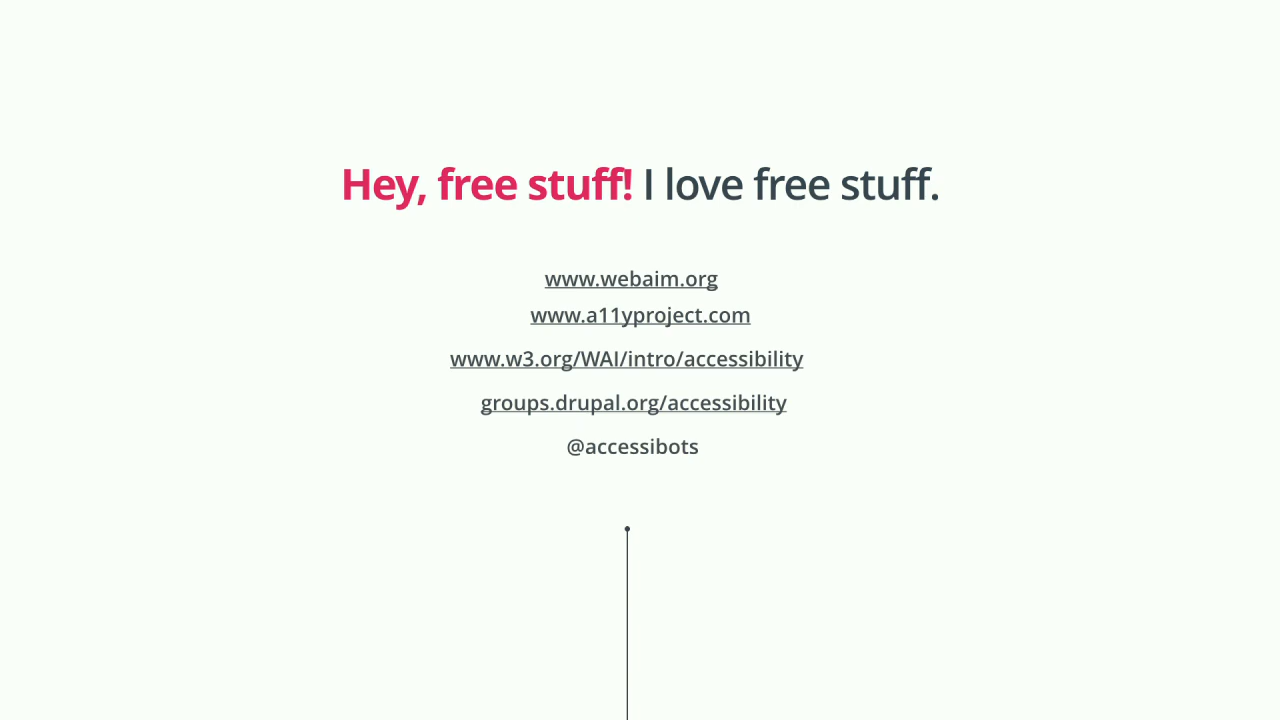 Hey, free stuff! I love free stuff.
www.webaim.org
www.a11yproject.com
www.w3.org/WAI/intro/accessibility
groups.drupal.org/accessibility
@accessibots